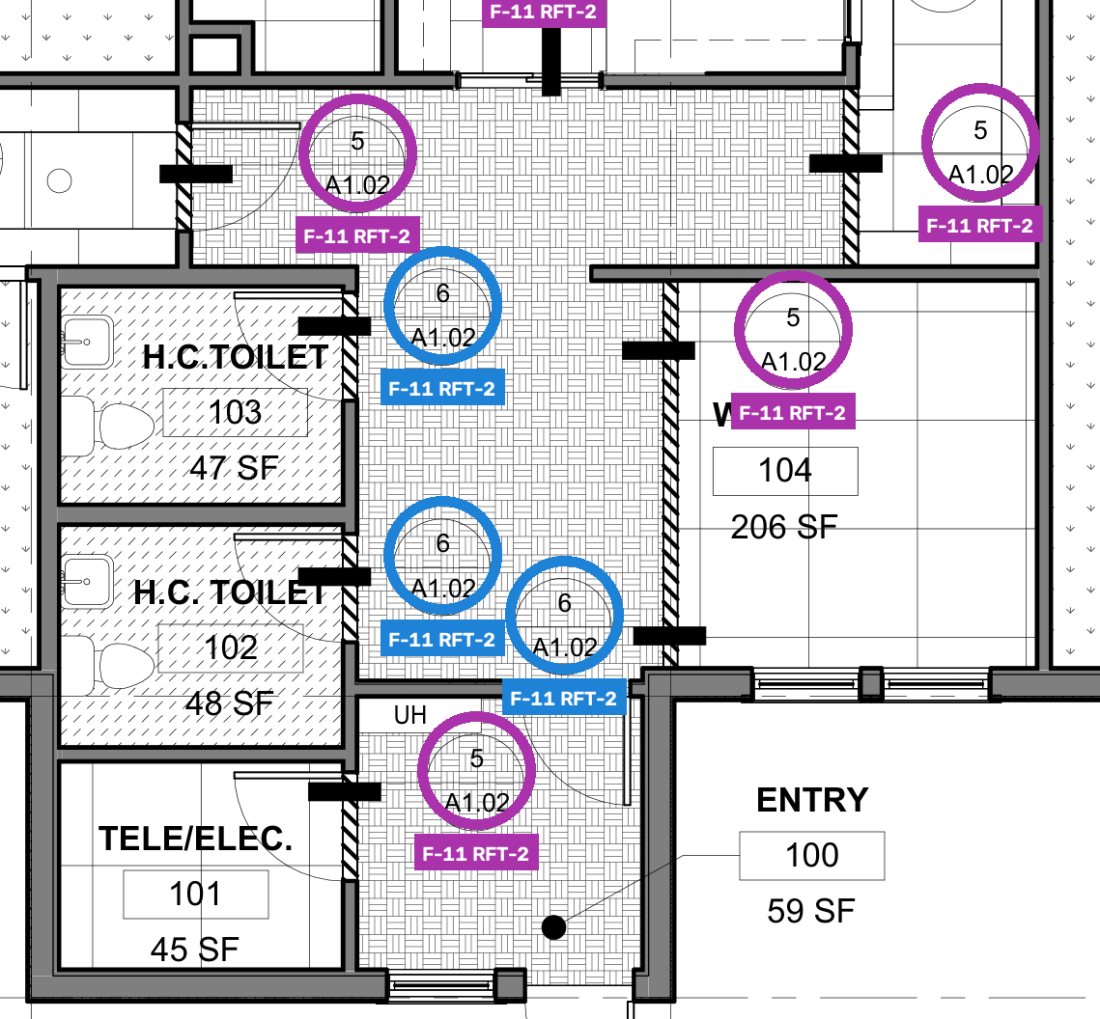 F-11 RFT-2
5
A1.02
F-11 RFT-2
5
A1.02
F-11 RFT-2
6
A1.02
F-11 RFT-2
5
A1.02
F-11 RFT-2
H.C.TOILET
103
47 SF
104
206 SF
6
A1.02
F-11 RFT-2
6
A1.02
F-11 RFT-2
H.C. TOILET
102
48 SF
UH
5
A1.02
F-11 RFT-2
TELE/ELEC.
101
45 SF
ENTRY
100
59 SF